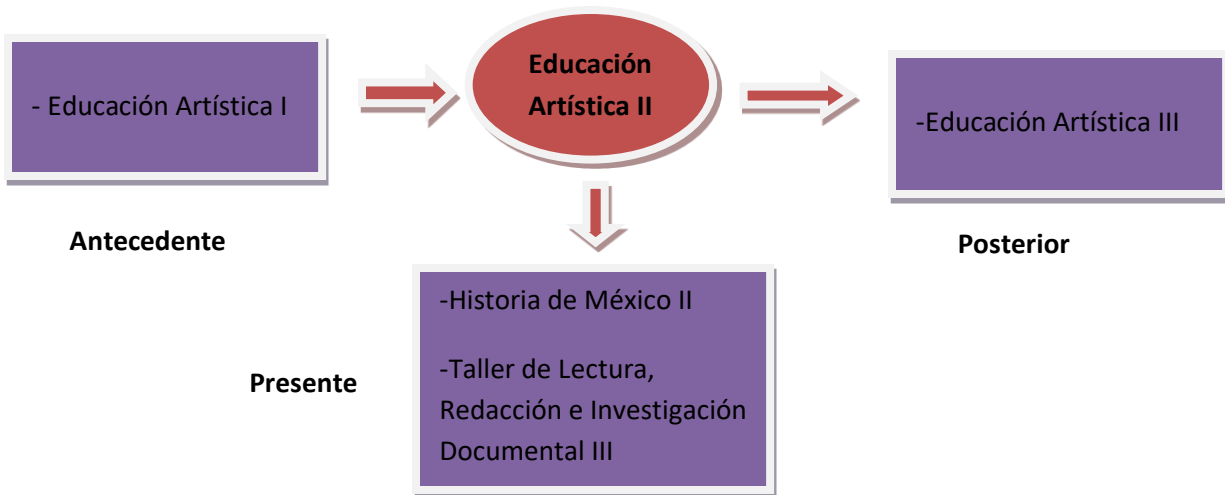 - Educación Artística I
Antecedente
Educación
Artística II
-Educación Artística III
Posterior
Presente
-Historia de México II
-Taller de Lectura,
Redacción e Investigación
Documental III